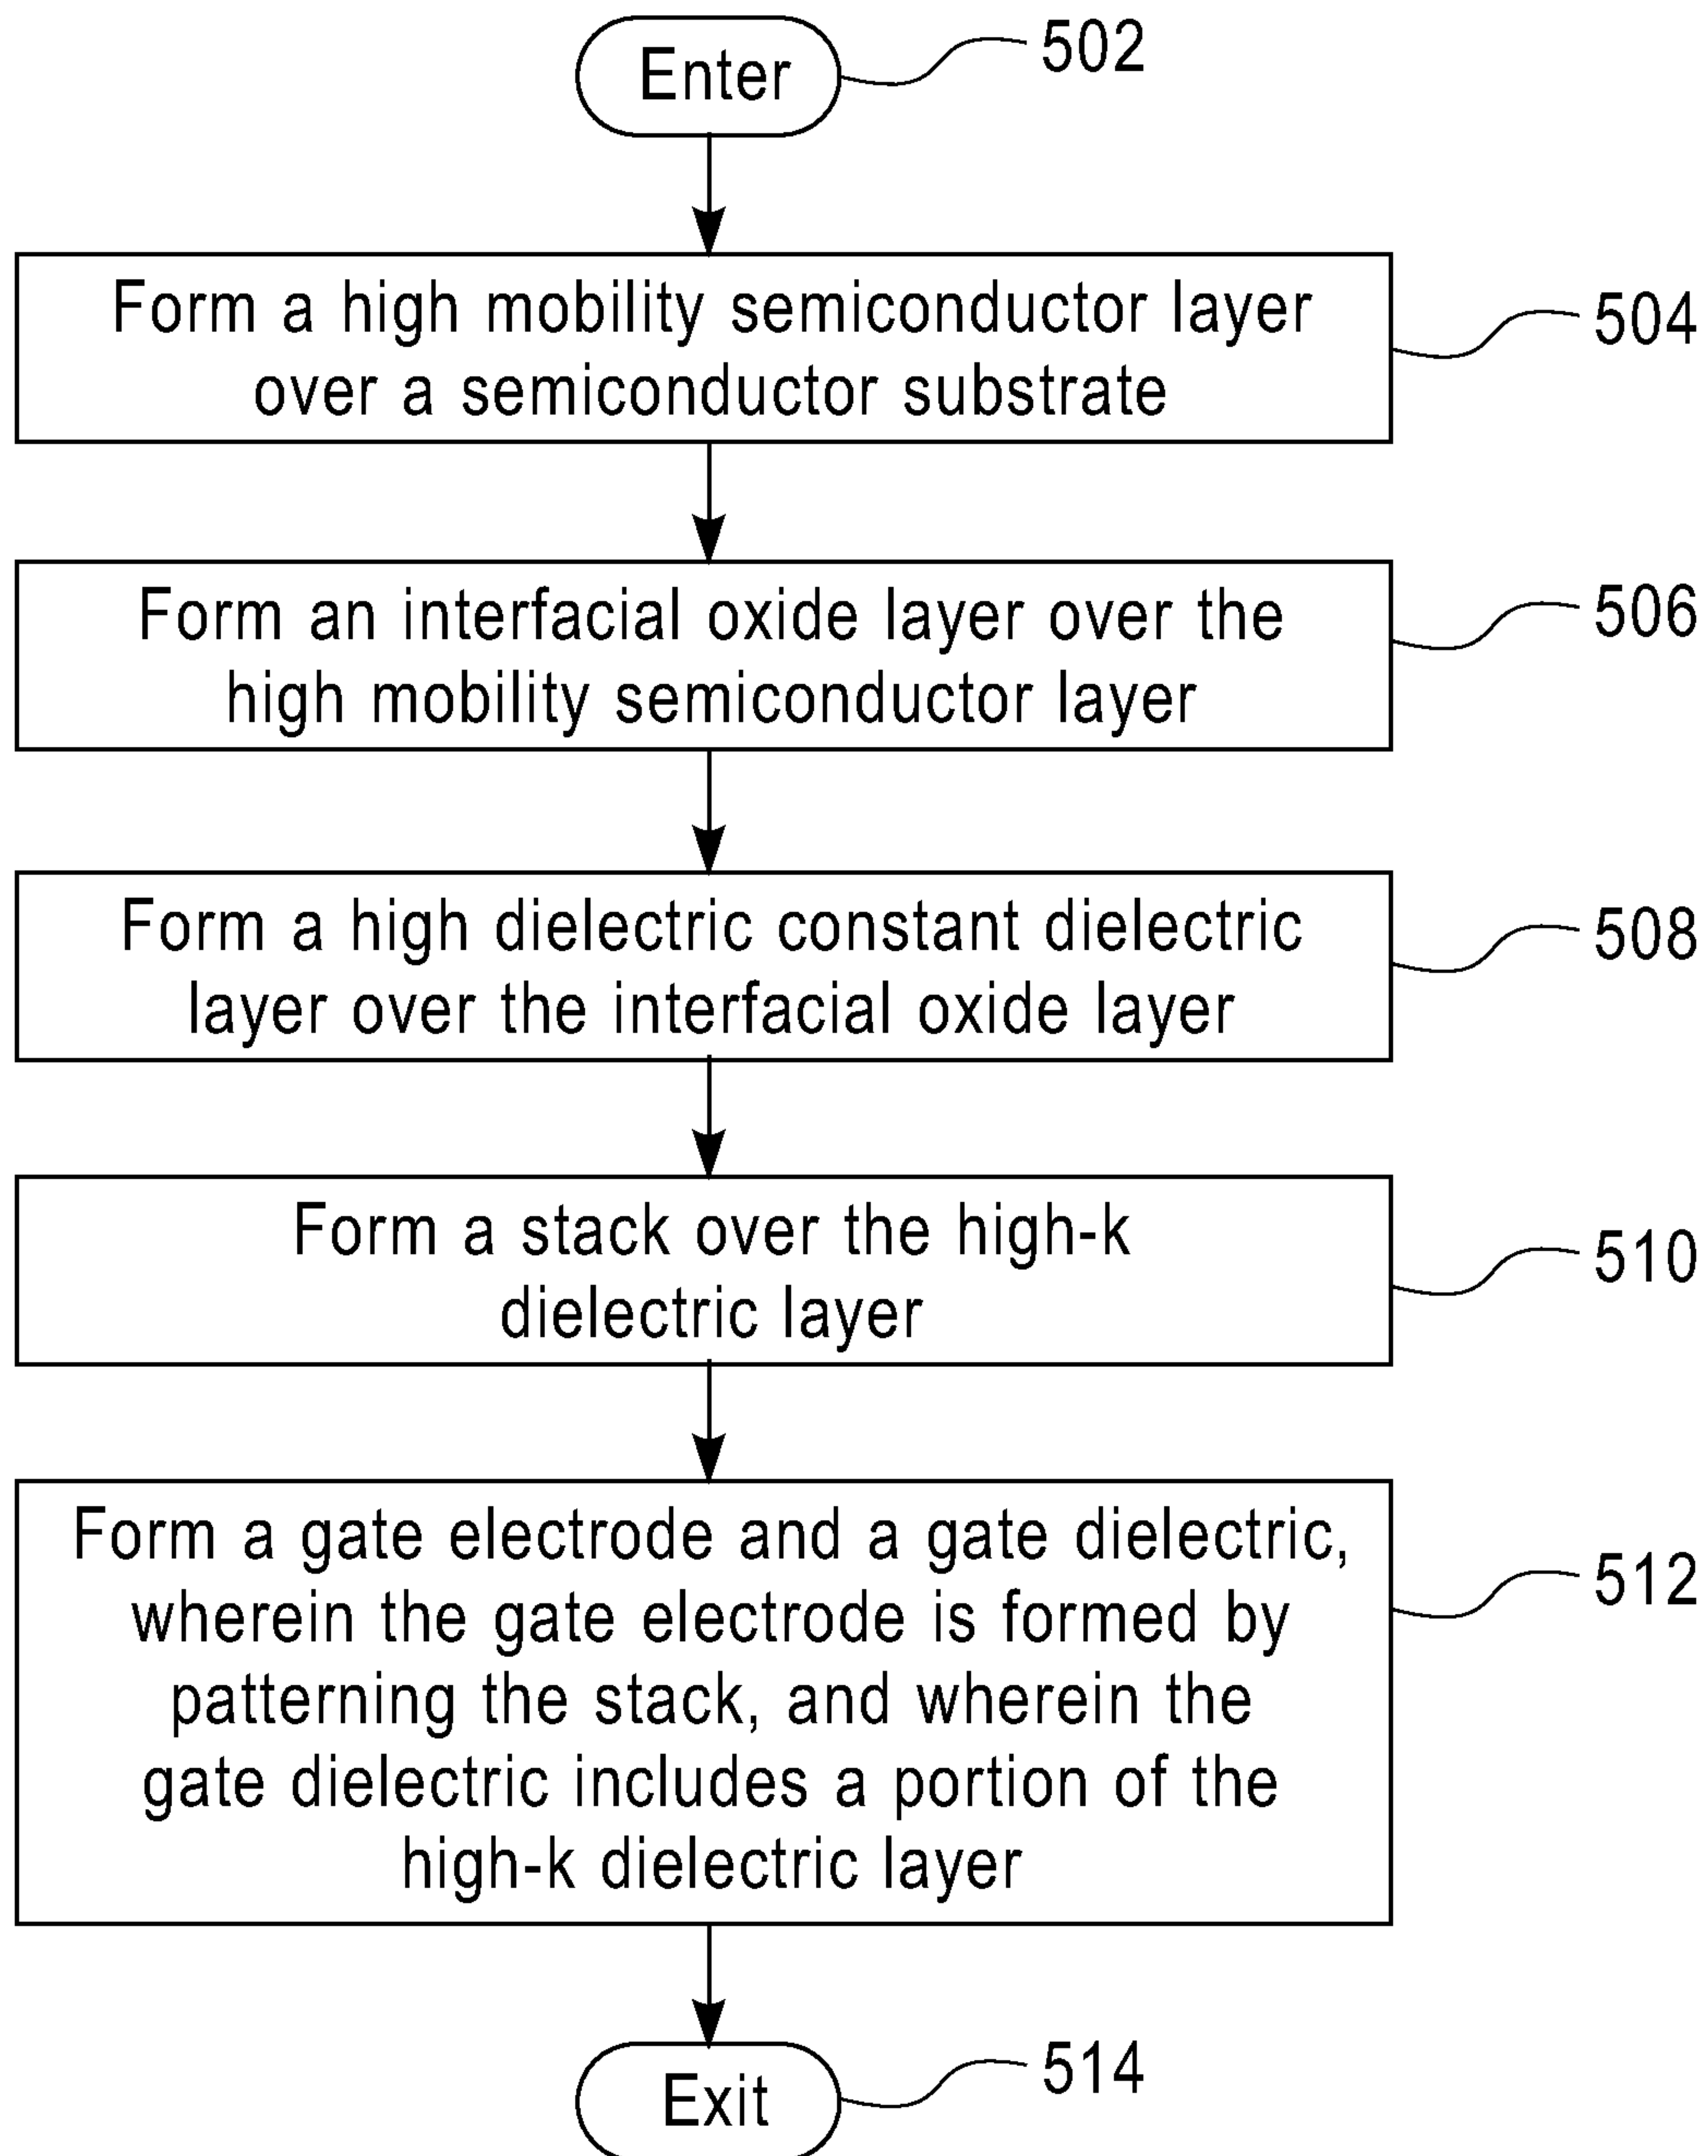 Enter
502
Form a high mobility semiconductor layer
over a semiconductor substrate
504
Form an interfacial oxide layer over the
high mobility semiconductor layer
506
Form a high dielectric constant dielectric
layer over the interfacial oxide layer
508
Form a stack over the high-k
dielectric layer
510
Form a gate electrode and a gate dielectric,
wherein the gate electrode is formed by
patterning the stack, and wherein the
gate dielectric includes a portion of the
high-k dielectric layer
512
Exit
514